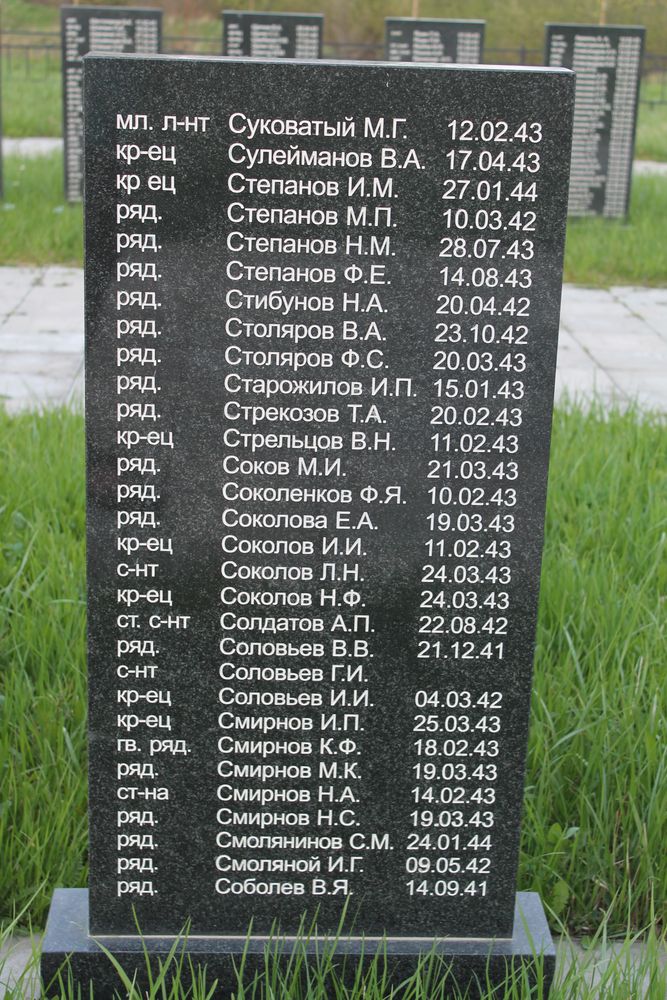 мл. л-нт Суковатый М.Г. 12.02.43
кр-ец Сулейманов В.А. 17.04.43
кр ец Степанов И.М. 27.01.44
ряд. Степанов М.П. 10.03.42
ряд. Степанов Н.М. 28.07.43
ряд. Степанов Ф.Е. 14.08.43
ряд. Стибунов Н.А. 20.04.42
ряд. Столяров В.А. 23.10.42
ряд. Столяров Ф.С. 20.03.43
ряд. Старожилов И.П. 15.01.43
ряд. Стрекозов Т.А. 20.02.43
кр-ец Стрельцов В.Н. 11.02.43
ряд. Соков М.И. 21.03.43
ряд. Соколенков Ф.Я. 10.02.43
ряд. Соколова Е.А. 19.03.43
кр-ец Соколов И.И. 11.02.43
с-нт Соколов Л.Н. 24.03.43
кр-ец Соколов Н.Ф. 24.03.43
ст. с-нт Солдатов А.П. 22.08.42
ряд. Соловьев В.В. 21.12.41
с-нт Соловьев Г.И.
кр-ец Соловьев И.И. 04.03.42
кр-ец Смирнов И.П. 25.03.43
гв. ряд. Смирнов К.Ф. 18.02.43
ряд. Смирнов М.К. 19.03.43
ст-на Смирнов Н.А. 14.02.43
ряд. Смирнов Н.С. 19.03.43
ряд. Смолянинов С.М. 24.01.44
ряд. Смоляной И.Г. 09.05.42
ряд. Соболев В.Я. 14.09.41